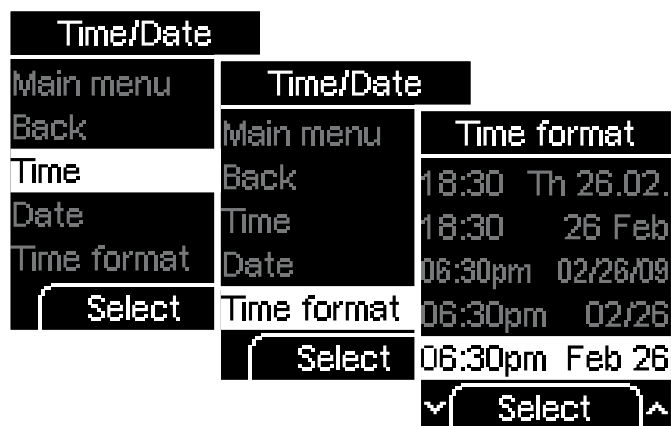 Time/Date
Main menu
Back
Time
Date
Time format
Select
Time/Date
Main menu
Back
Time
Date
Time format
Select
Time format
18:30 Th 26.02.
18:30 26 Feb
06:30pm 02/26/09
06:30pm 02/26
06:30pm Feb 26
Select